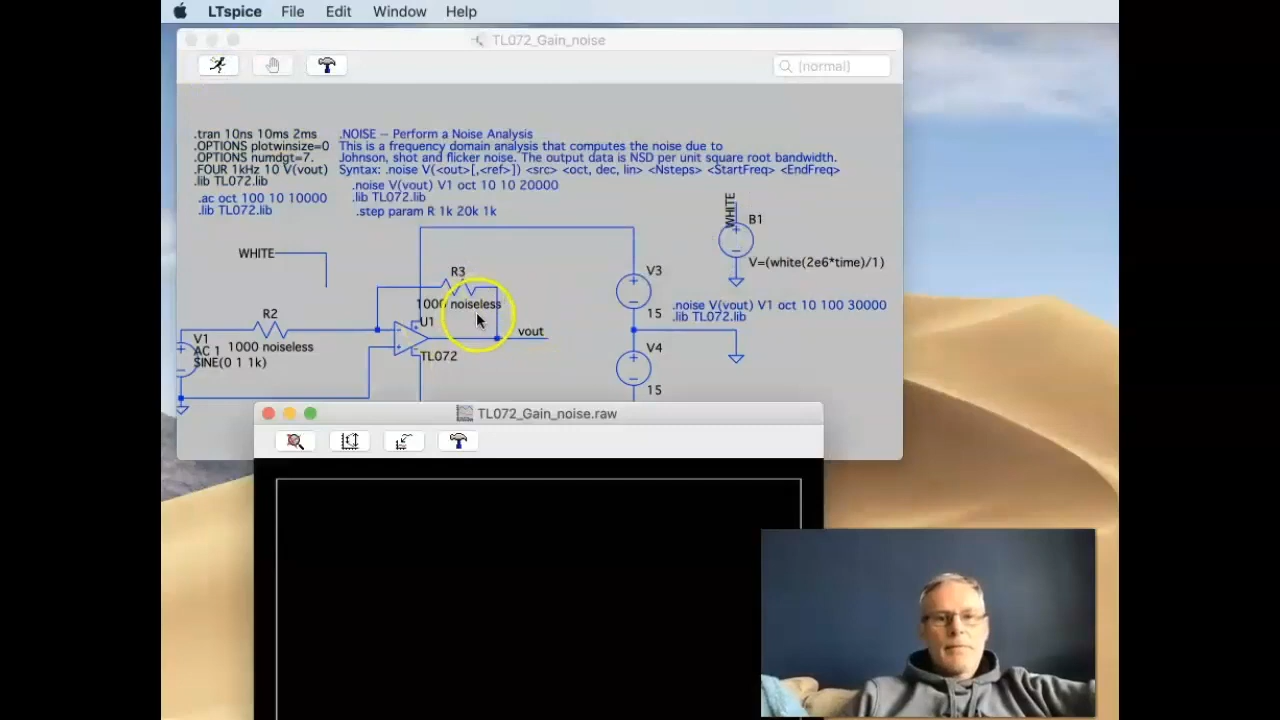 LTspice File Edit Window Help
TL072_Gain_noise
(normal)
.tran 10ns 10ms 2ms
.OPTIONS plotwinsize=0
.OPTIONS numdgt=7.
.FOUR 1kHz 10 V(vout)
.lib TL072.lib
.ac oct 100 10 10000
.lib TL072.lib
.NOISE -- Perform a Noise Analysis
This is a frequency domain analysis that computes the noise due to
Johnson, shot and flicker noise. The output data is NSD per unit square root bandwidth.
Syntax: .noise V(<out>[,<ref>]) <src> <oct, dec, lin> <Nsteps> <StartFreq> <EndFreq>
.noise V(vout) V1 oct 10 10 20000
.lib TL072.lib
.step param R 1k 20k 1k
WHITE
B1
V=(white(2e6*time)/1)
WHITE
R3
1000 noiseless
U1
TL072
vout
R2
1000 noiseless
V1
AC 1
SINE(0 1 1k)
V3
15
V4
15
.noise V(vout) V1 oct 10 100 30000
.lib TL072.lib
TL072_Gain_noise.raw